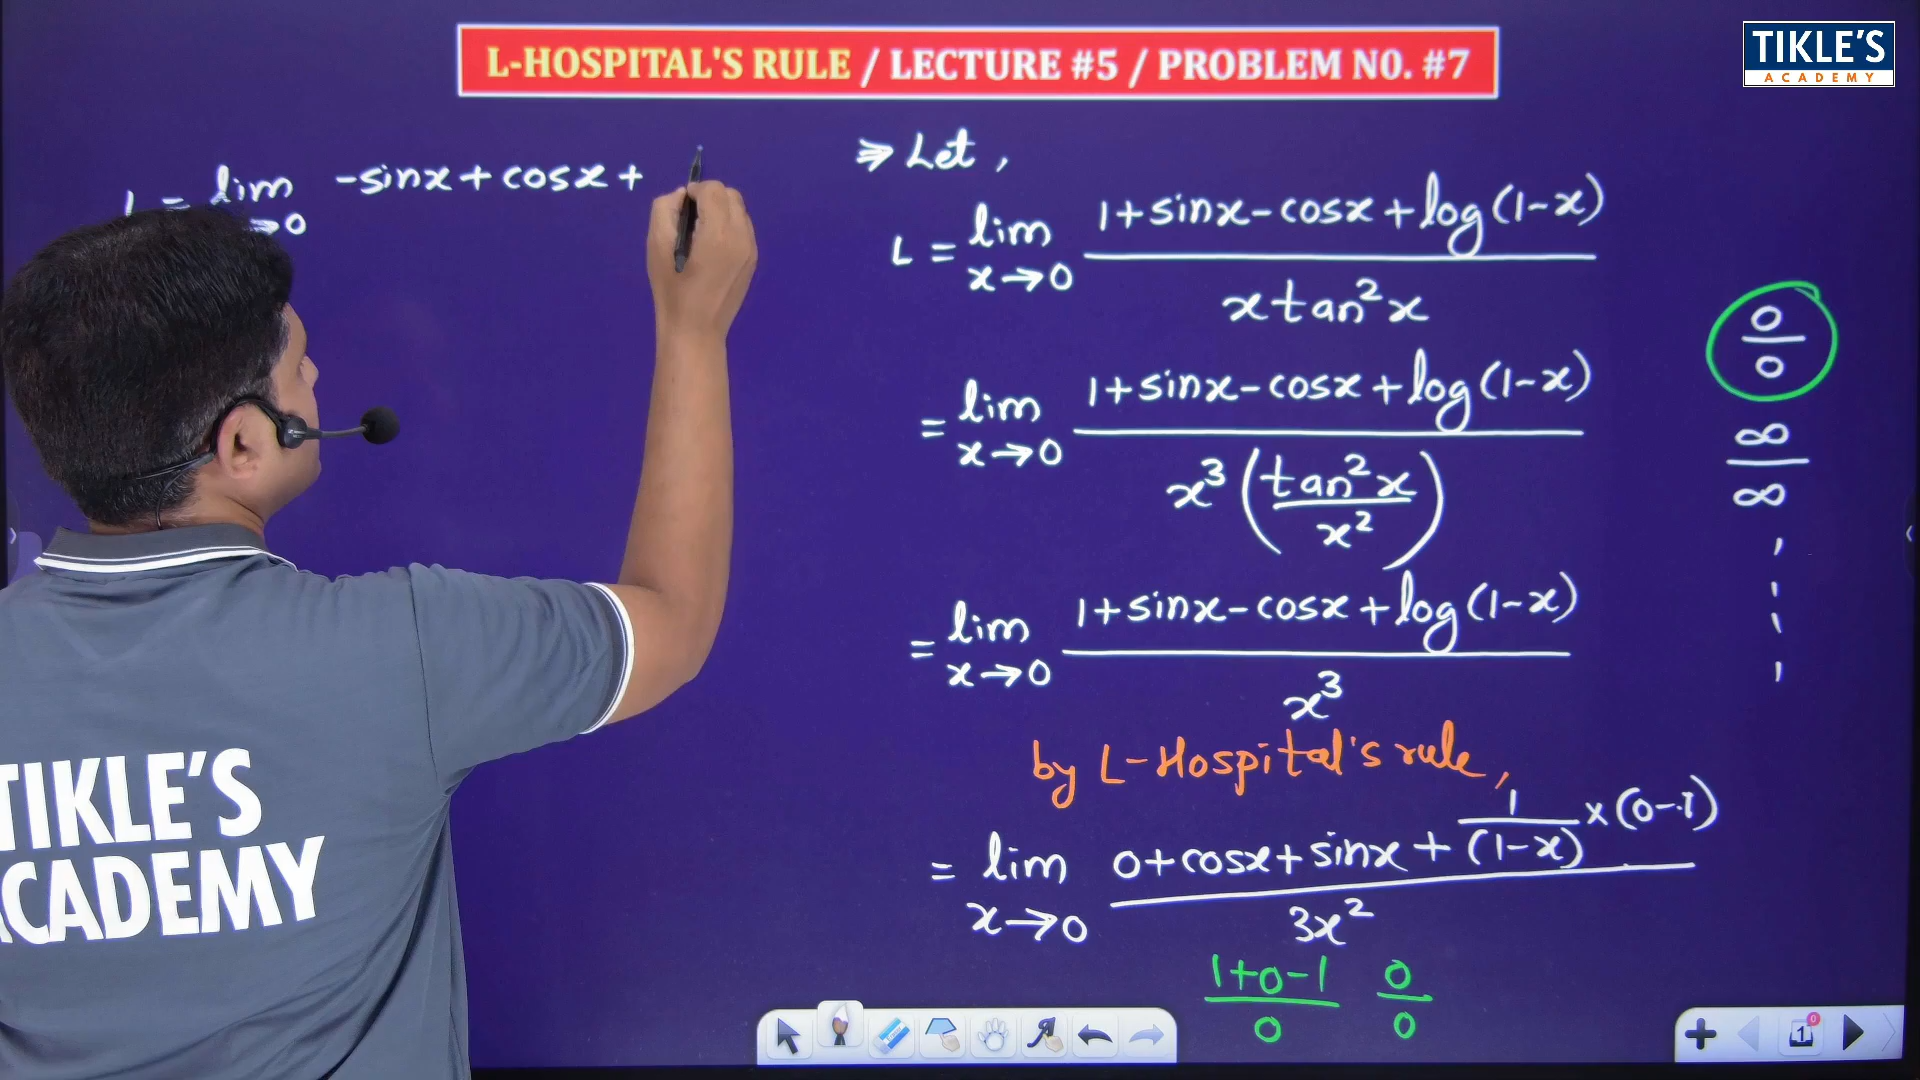 L-HOSPITAL'S RULE / LECTURE #5 / PROBLEM NO. #7
TIKLE'S
ACADEMY
L = lim x→0 -sinx + cosx +
⇒ Let,
L = lim x→0 (1+sinx-cosx+log(1-x)) / (x tan²x)
= lim x→0 (1+sinx-cosx+log(1-x)) / (x³(tan²x/x²))
= lim x→0 (1+sinx-cosx+log(1-x)) / x³
by L-Hospital's rule,
= lim x→0 (0+cosx+sinx+ 1/(1-x) ×(0-1)) / 3x²
(1+0-1)/0 0/0
0/0
∞/∞
TIKLE'S
ACADEMY
1
0